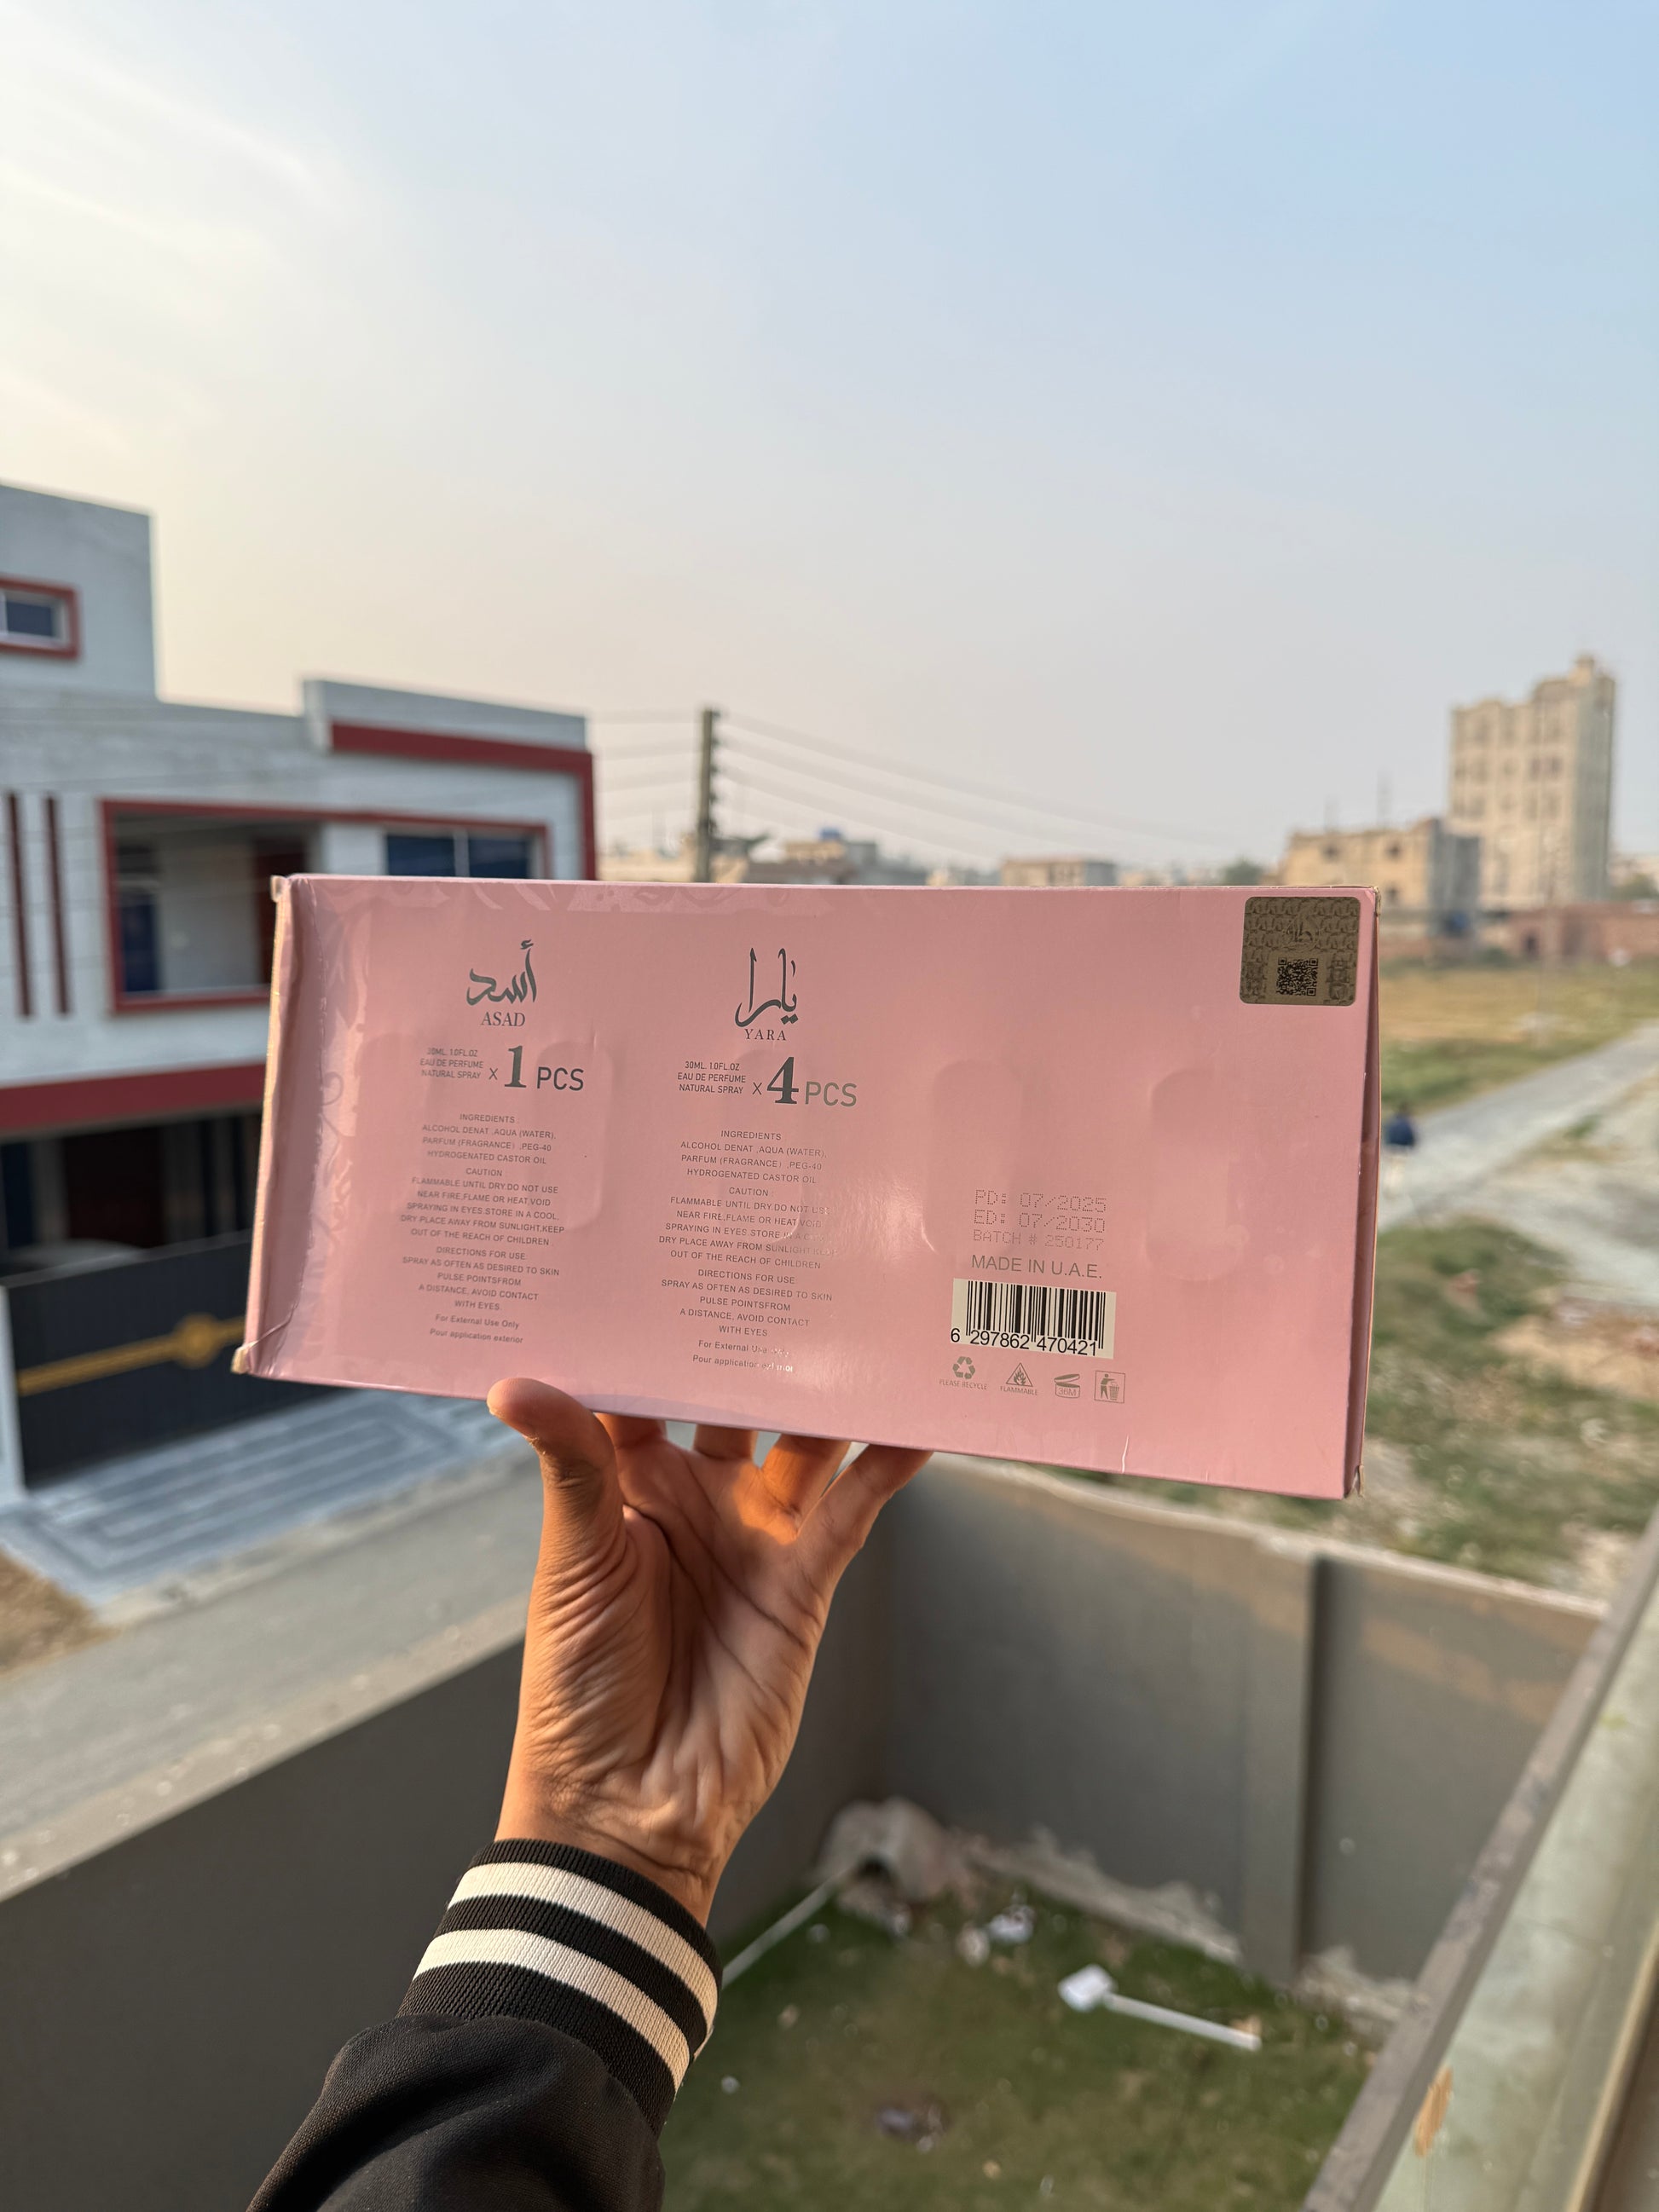 أسد
ASAD
30ML. 1.0FL.OZ
EAU DE PERFUME
NATURAL SPRAY
x 1 PCS
INGREDIENTS
ALCOHOL DENAT .AQUA (WATER),
PARFUM (FRAGRANCE) .PEG-40
HYDROGENATED CASTOR OIL
CAUTION
FLAMMABLE UNTIL DRY.DO NOT USE
NEAR FIRE,FLAME OR HEAT,VOID
SPRAYING IN EYES.STORE IN A COOL,
DRY PLACE AWAY FROM SUNLIGHT.KEEP
OUT OF THE REACH OF CHILDREN
DIRECTIONS FOR USE
SPRAY AS OFTEN AS DESIRED TO SKIN
PULSE POINTSFROM
A DISTANCE, AVOID CONTACT
WITH EYES.
For External Use Only
Pour application exterior
يارا
YARA
30ML. 1.0FL.OZ
EAU DE PERFUME
NATURAL SPRAY
x 4 PCS
INGREDIENTS
ALCOHOL DENAT .AQUA (WATER),
PARFUM (FRAGRANCE) .PEG-40
HYDROGENATED CASTOR OIL
CAUTION
FLAMMABLE UNTIL DRY.DO NOT USE
NEAR FIRE,FLAME OR HEAT,VOID
SPRAYING IN EYES.STORE IN A
DRY PLACE AWAY FROM SUNLIGHT
OUT OF THE REACH OF CHILDREN
DIRECTIONS FOR USE
SPRAY AS OFTEN AS DESIRED TO SKIN
PULSE POINTSFROM
A DISTANCE, AVOID CONTACT
WITH EYES
For External Use
Pour application
PD: 07/2025
ED: 07/2030
BATCH # 250177
MADE IN U.A.E.
6 297862 470421
PLEASE RECYCLE
FLAMMABLE
36M